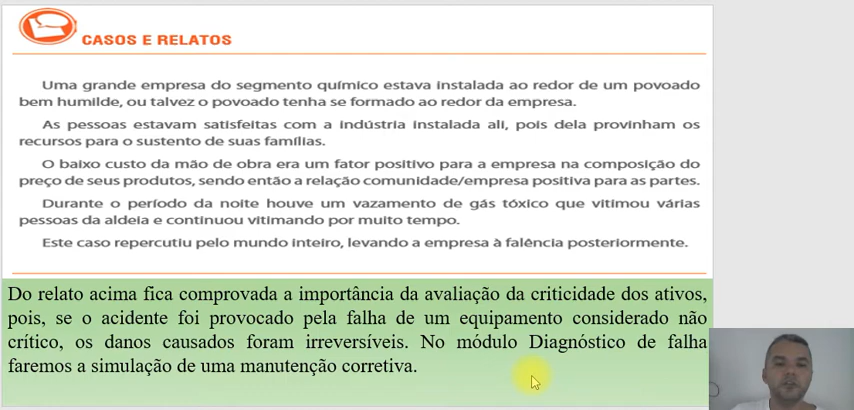 CASOS E RELATOS
Uma grande empresa do segmento químico estava instalada ao redor de um povoado
bem humilde, ou talvez o povoado tenha se formado ao redor da empresa.
As pessoas estavam satisfeitas com a indústria instalada ali, pois dela provinham os
recursos para o sustento de suas famílias.
O baixo custo da mão de obra era um fator positivo para a empresa na composição do
preço de seus produtos, sendo então a relação comunidade/empresa positiva para as partes.
Durante o período da noite houve um vazamento de gás tóxico que vitimou várias
pessoas da aldeia e continuou vitimando por muito tempo.
Este caso repercutiu pelo mundo inteiro, levando a empresa à falência posteriormente.
Do relato acima fica comprovada a importância da avaliação da criticidade dos ativos,
pois, se o acidente foi provocado pela falha de um equipamento considerado não
crítico, os danos causados foram irreversíveis. No módulo Diagnóstico de falha
faremos a simulação de uma manutenção corretiva.